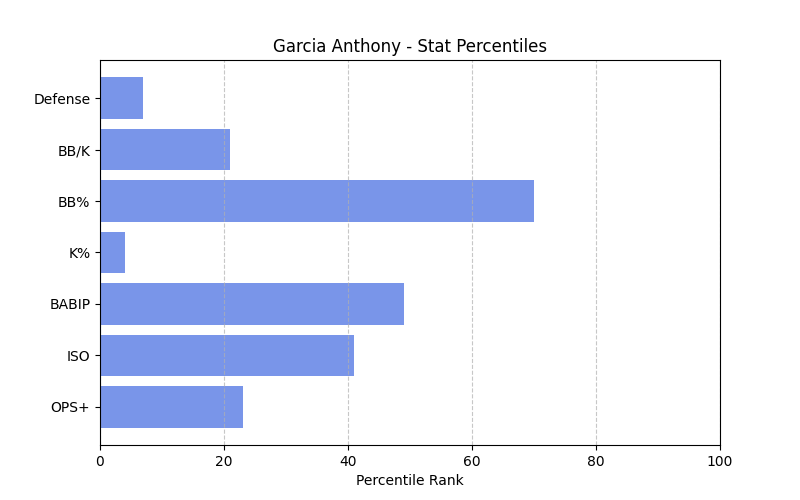 Garcia Anthony - Stat Percentiles
Defense
BB/K
BB%
K%
BABIP
ISO
OPS+
0 20 40 60 80 100
Percentile Rank